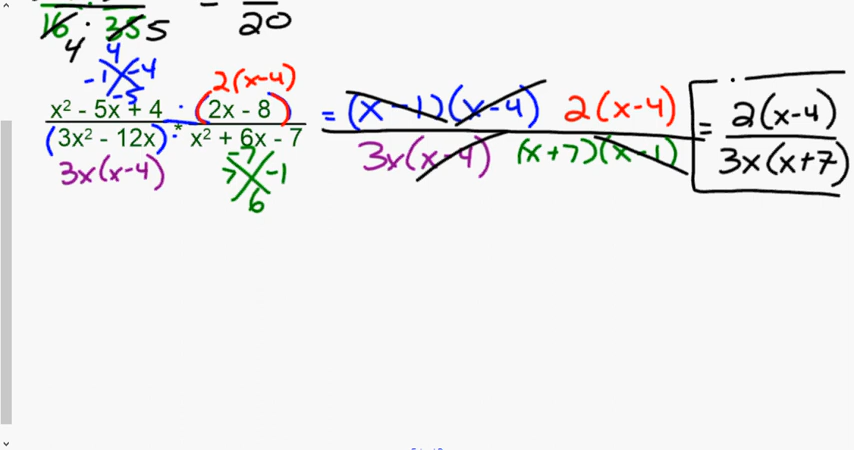 16 · 35 5 = 20
4
4
-1 -4
-5
2(x-4)
x² - 5x + 4 · (2x - 8) = (x-1)(x-4) 2(x-4) = 2(x-4)
(3x² - 12x) · * x² + 6x - 7 3x(x-4) (x+7)(x-1) 3x(x+7)
3x(x-4)
-7
7 -1
6